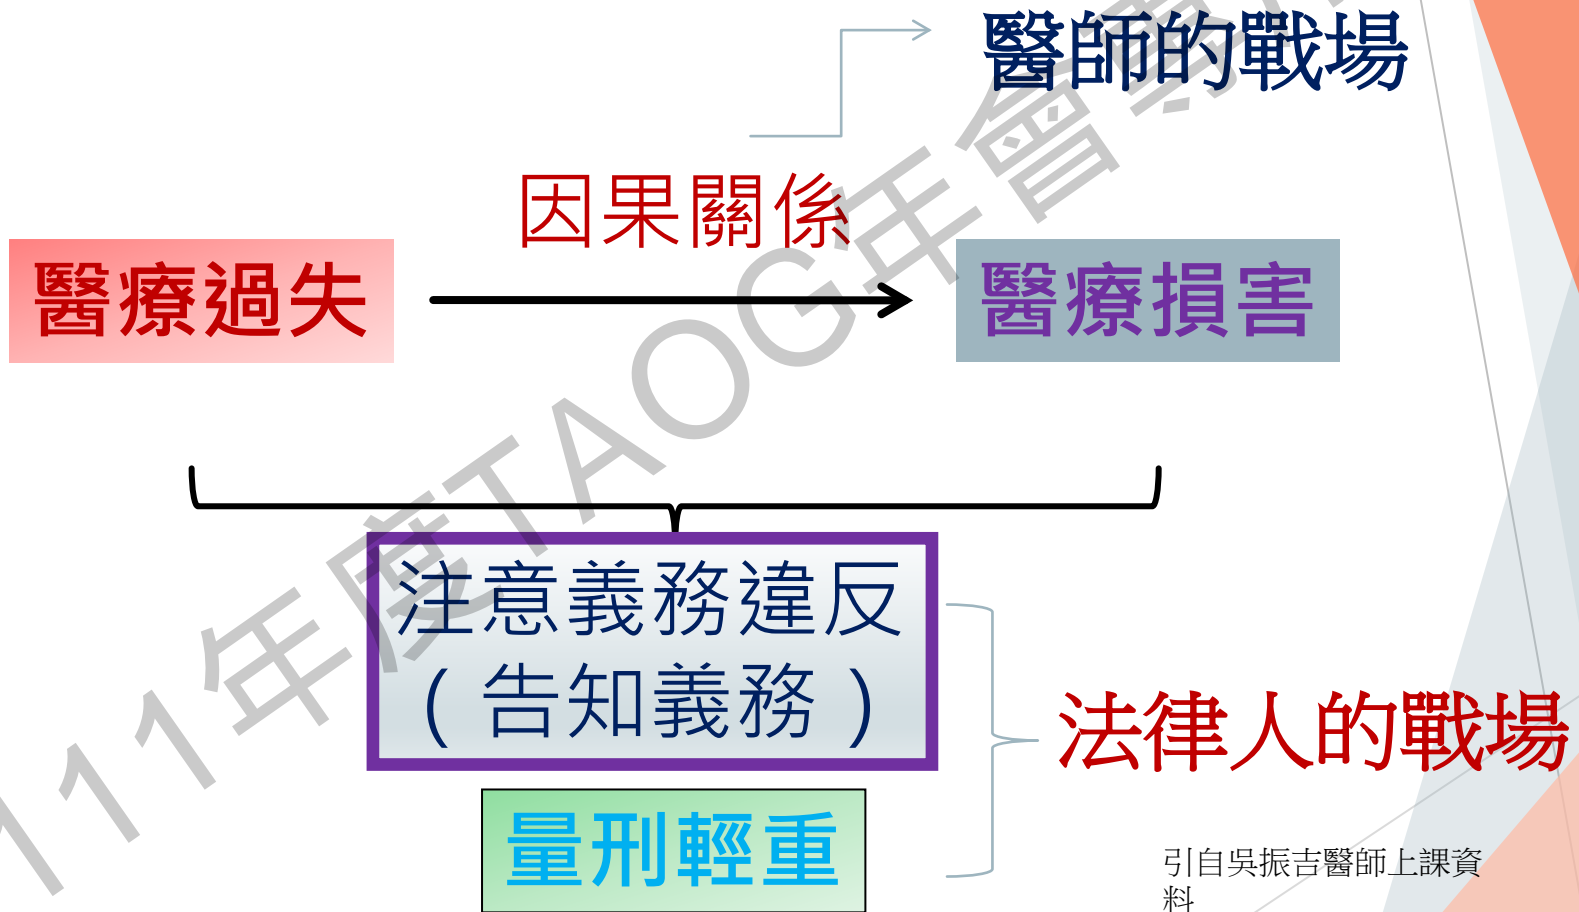 醫師的戰場
因果關係
醫療過失
醫療損害
注意義務違反
(告知義務)
法律人的戰場
量刑輕重
引自吳振吉醫師上課資
料
111年度TAOG年會專